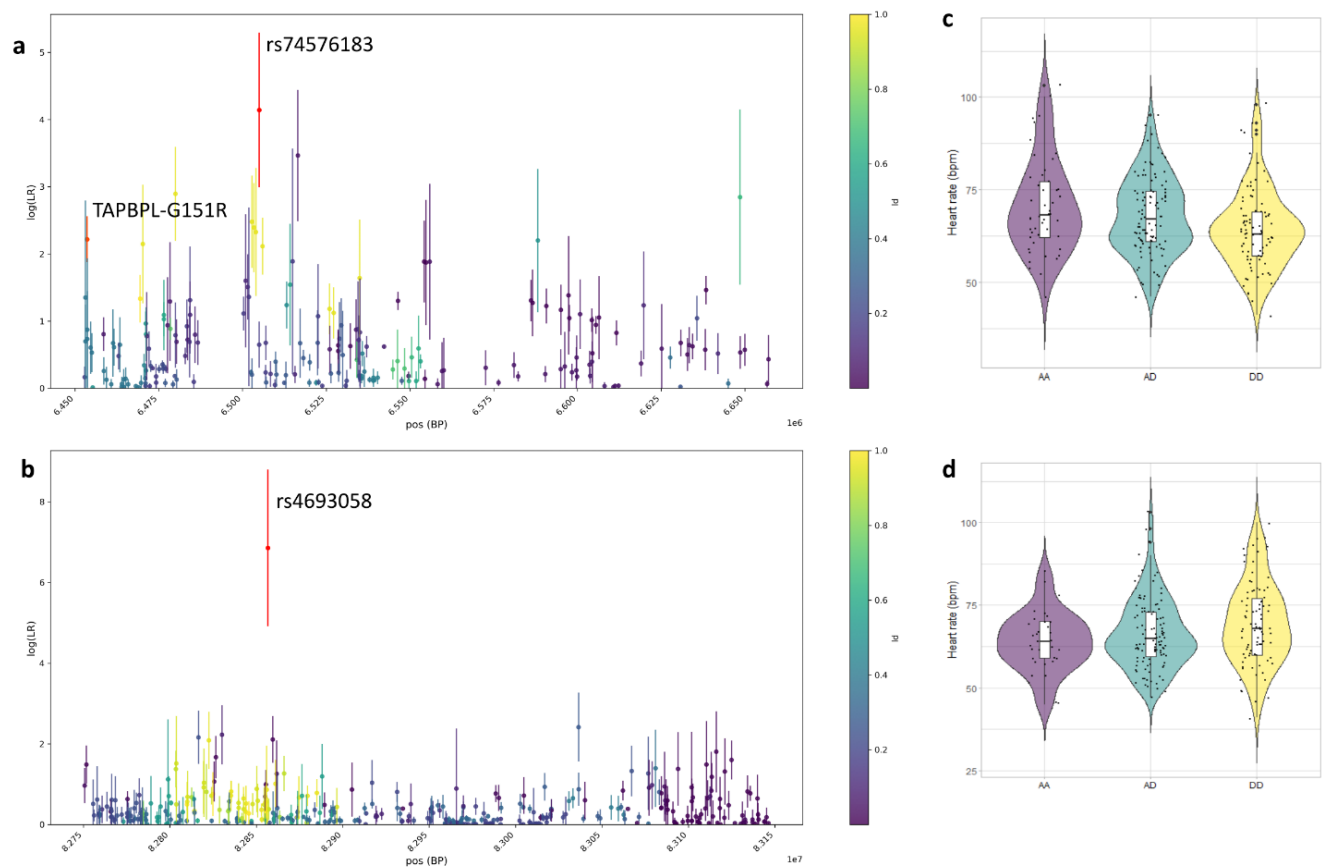 a
rs74576183
TAPBPL-G151R
log(LR)
5
4
3
2
1
0
6.450
6.475
6.500
6.525
6.550
6.575
6.600
6.625
6.650
1e6
pos (BP)
1.0
0.8
0.6
0.4
0.2
ld
b
rs4693058
log(LR)
8
6
4
2
0
8.275
8.280
8.285
8.290
8.295
8.300
8.305
8.310
8.315
1e7
pos (BP)
1.0
0.8
0.6
0.4
0.2
ld
c
Heart rate (bpm)
100
75
50
AA
AD
DD
d
Heart rate (bpm)
100
75
50
25
AA
AD
DD